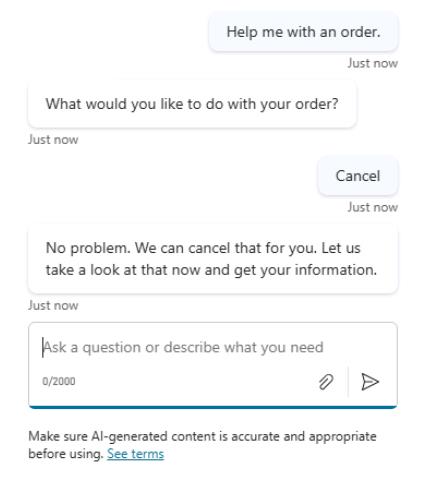 Help me with an order.
Just now
What would you like to do with your order?
Just now
Cancel
Just now
No problem. We can cancel that for you. Let us
take a look at that now and get your information.
Just now
Ask a question or describe what you need
0/2000
Make sure AI-generated content is accurate and appropriate
before using. See terms